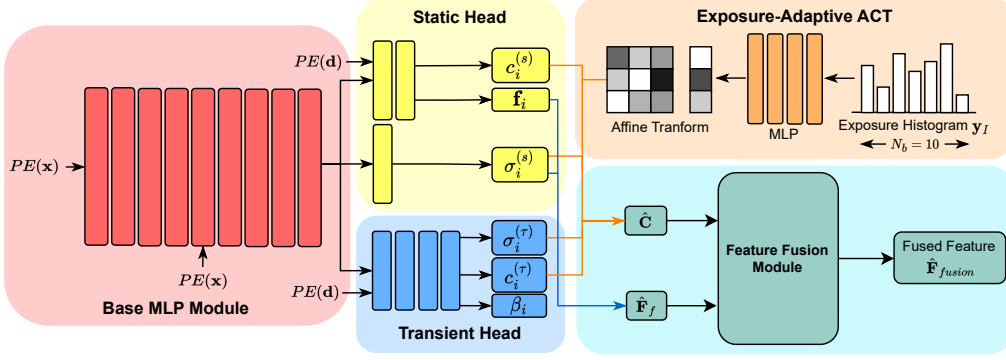 Static Head
Exposure-Adaptive ACT
PE(d)
c_i^{(s)}
f_i
σ_i^{(s)}
Affine Tranform
MLP
Exposure Histogram y_I
N_b = 10
PE(x)
PE(x)
Base MLP Module
PE(d)
σ_i^{(τ)}
c_i^{(τ)}
β_i
Transient Head
Ĉ
F̂_f
Feature Fusion
Module
Fused Feature
F̂_{fusion}